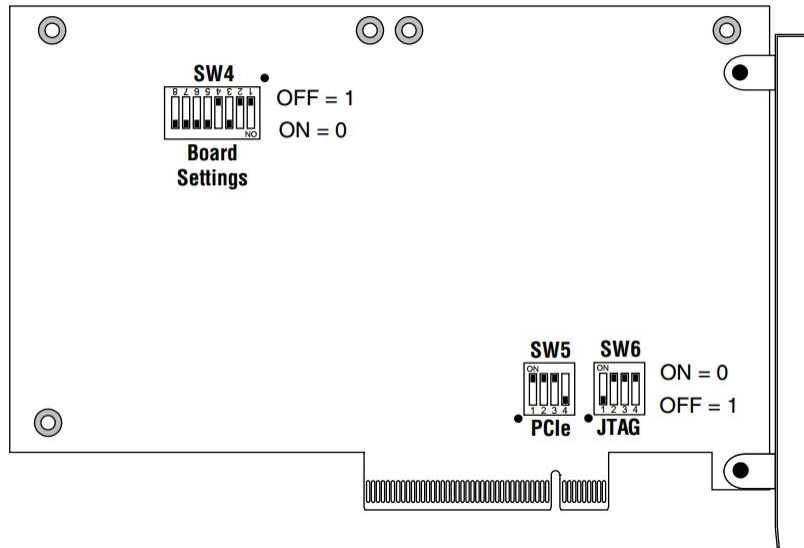 SW4
8 7 6 5 4 3 2 1
OFF = 1
ON = 0
ON
Board
Settings
SW5
SW6
ON
ON
ON = 0
1 2 3 4
1 2 3 4
OFF = 1
PCIe
JTAG